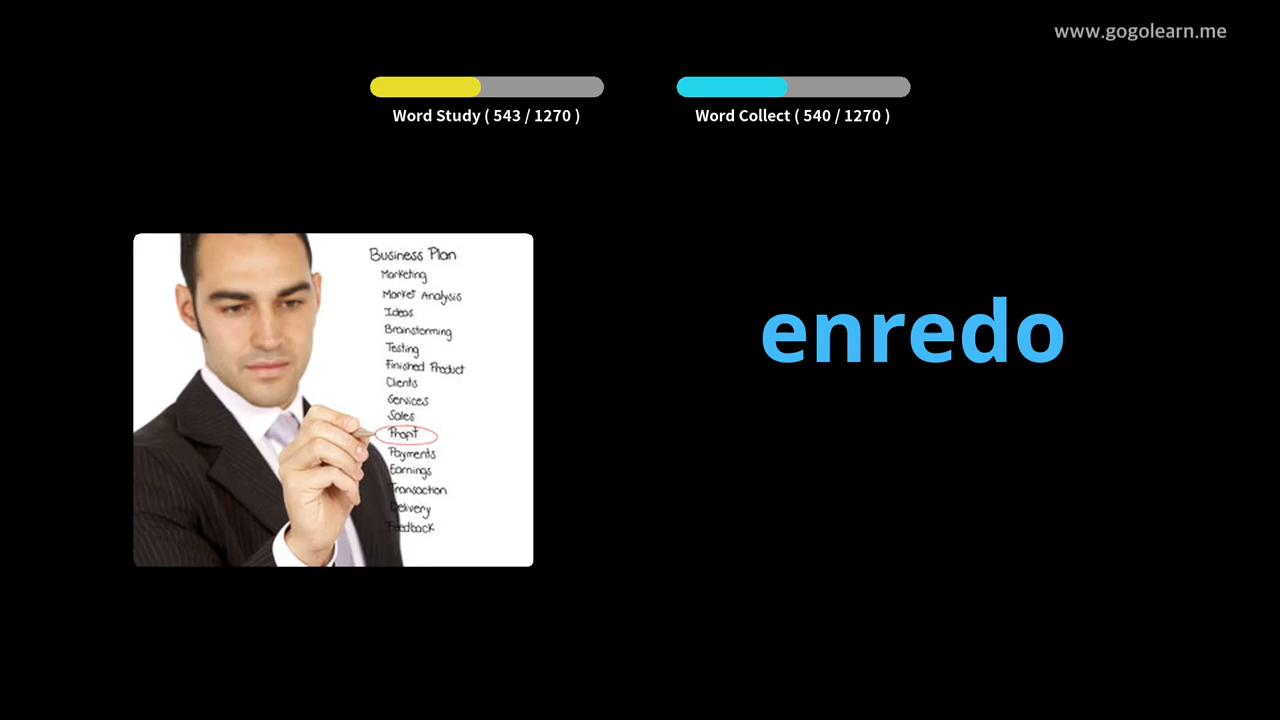 www.gogolearn.me
Word Study ( 543 / 1270 )
Word Collect ( 540 / 1270 )
Business Plan
Marketing
Market Analysis
Ideas
Brainstorming
Testing
Finished Product
Clients
Services
Sales
Profit
Payments
Earnings
Transaction
Delivery
Feedback
enredo